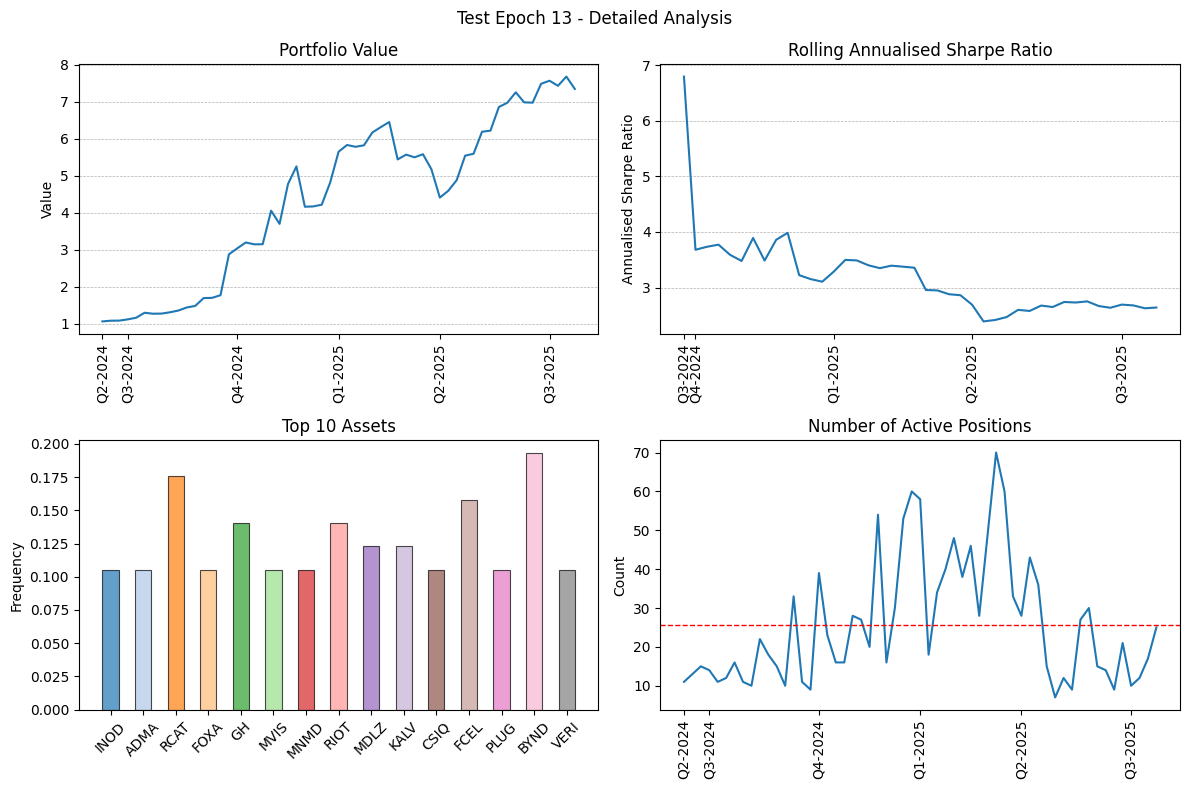 Test Epoch 13 - Detailed Analysis
Portfolio Value
Value
8
7
6
5
4
3
2
1
Q2-2024
Q3-2024
Q4-2024
Q1-2025
Q2-2025
Q3-2025
Rolling Annualised Sharpe Ratio
Annualised Sharpe Ratio
7
6
5
4
3
Q3-2024
Q4-2024
Q1-2025
Q2-2025
Q3-2025
Top 10 Assets
Frequency
0.200
0.175
0.150
0.125
0.100
0.075
0.050
0.025
0.000
INOD
ADMA
RCAT
FOXA
GH
MVIS
MNMD
RIOT
MDLZ
KALV
CSIQ
FCEL
PLUG
BYND
VERI
Number of Active Positions
Count
70
60
50
40
30
20
10
Q2-2024
Q3-2024
Q4-2024
Q1-2025
Q2-2025
Q3-2025